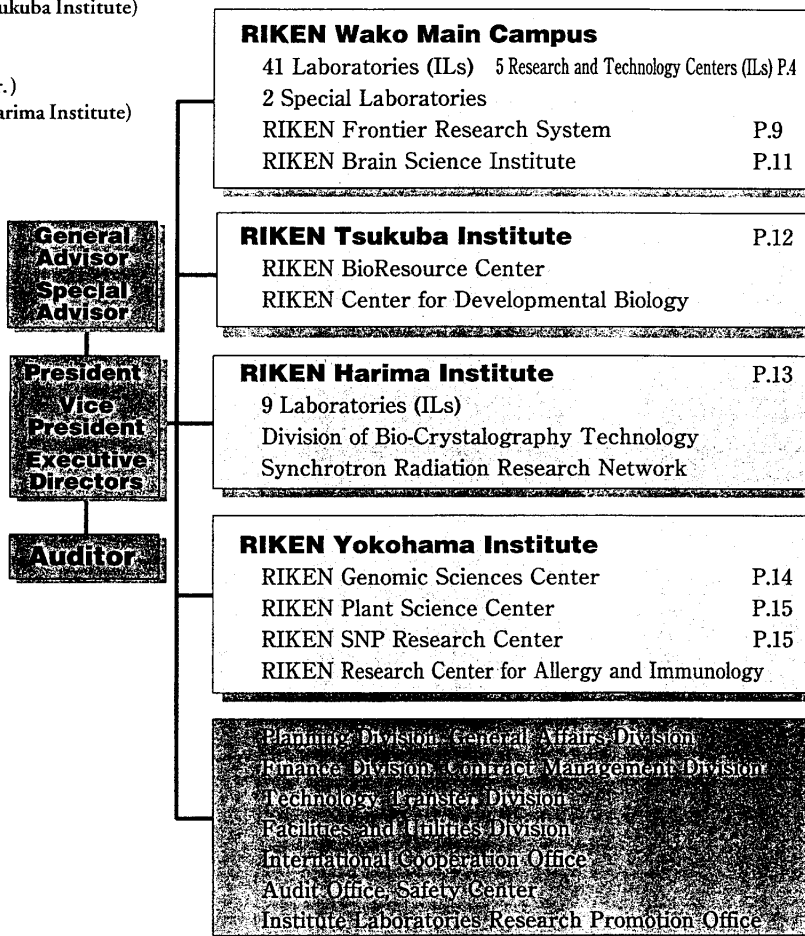 ukuba Institute)
r.)
arima Institute)
General
Advisor
Special
Advisor
President
Vice
President
Executive
Directors
Auditor
RIKEN Wako Main Campus
41 Laboratories (ILs) 5 Research and Technology Centers (ILs) P.4
2 Special Laboratories
RIKEN Frontier Research System P.9
RIKEN Brain Science Institute P.11
RIKEN Tsukuba Institute P.12
RIKEN BioResource Center
RIKEN Center for Developmental Biology
RIKEN Harima Institute P.13
9 Laboratories (ILs)
Division of Bio-Crystalography Technology
Synchrotron Radiation Research Network
RIKEN Yokohama Institute
RIKEN Genomic Sciences Center P.14
RIKEN Plant Science Center P.15
RIKEN SNP Research Center P.15
RIKEN Research Center for Allergy and Immunology
Planning Division, General Affairs Division
Finance Division, Contract Management Division
Technology Transfer Division
Facilities and Utilities Division
International Cooperation Office
Audit Office, Safety Center
Institute Laboratories Research Promotion Office